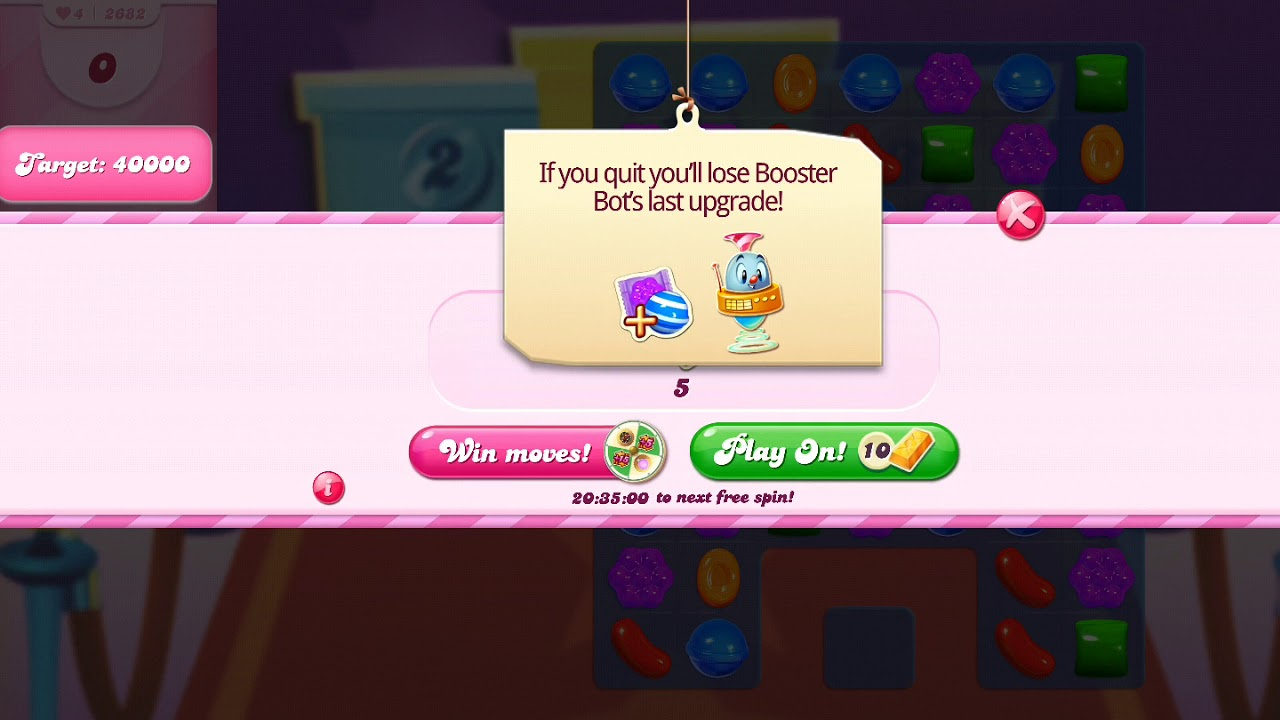 4 | 2682
0
Target: 40000
2
If you quit you'll lose Booster
Bot's last upgrade!
5
Win moves!
Play On! 10
i
20:35:00 to next free spin!